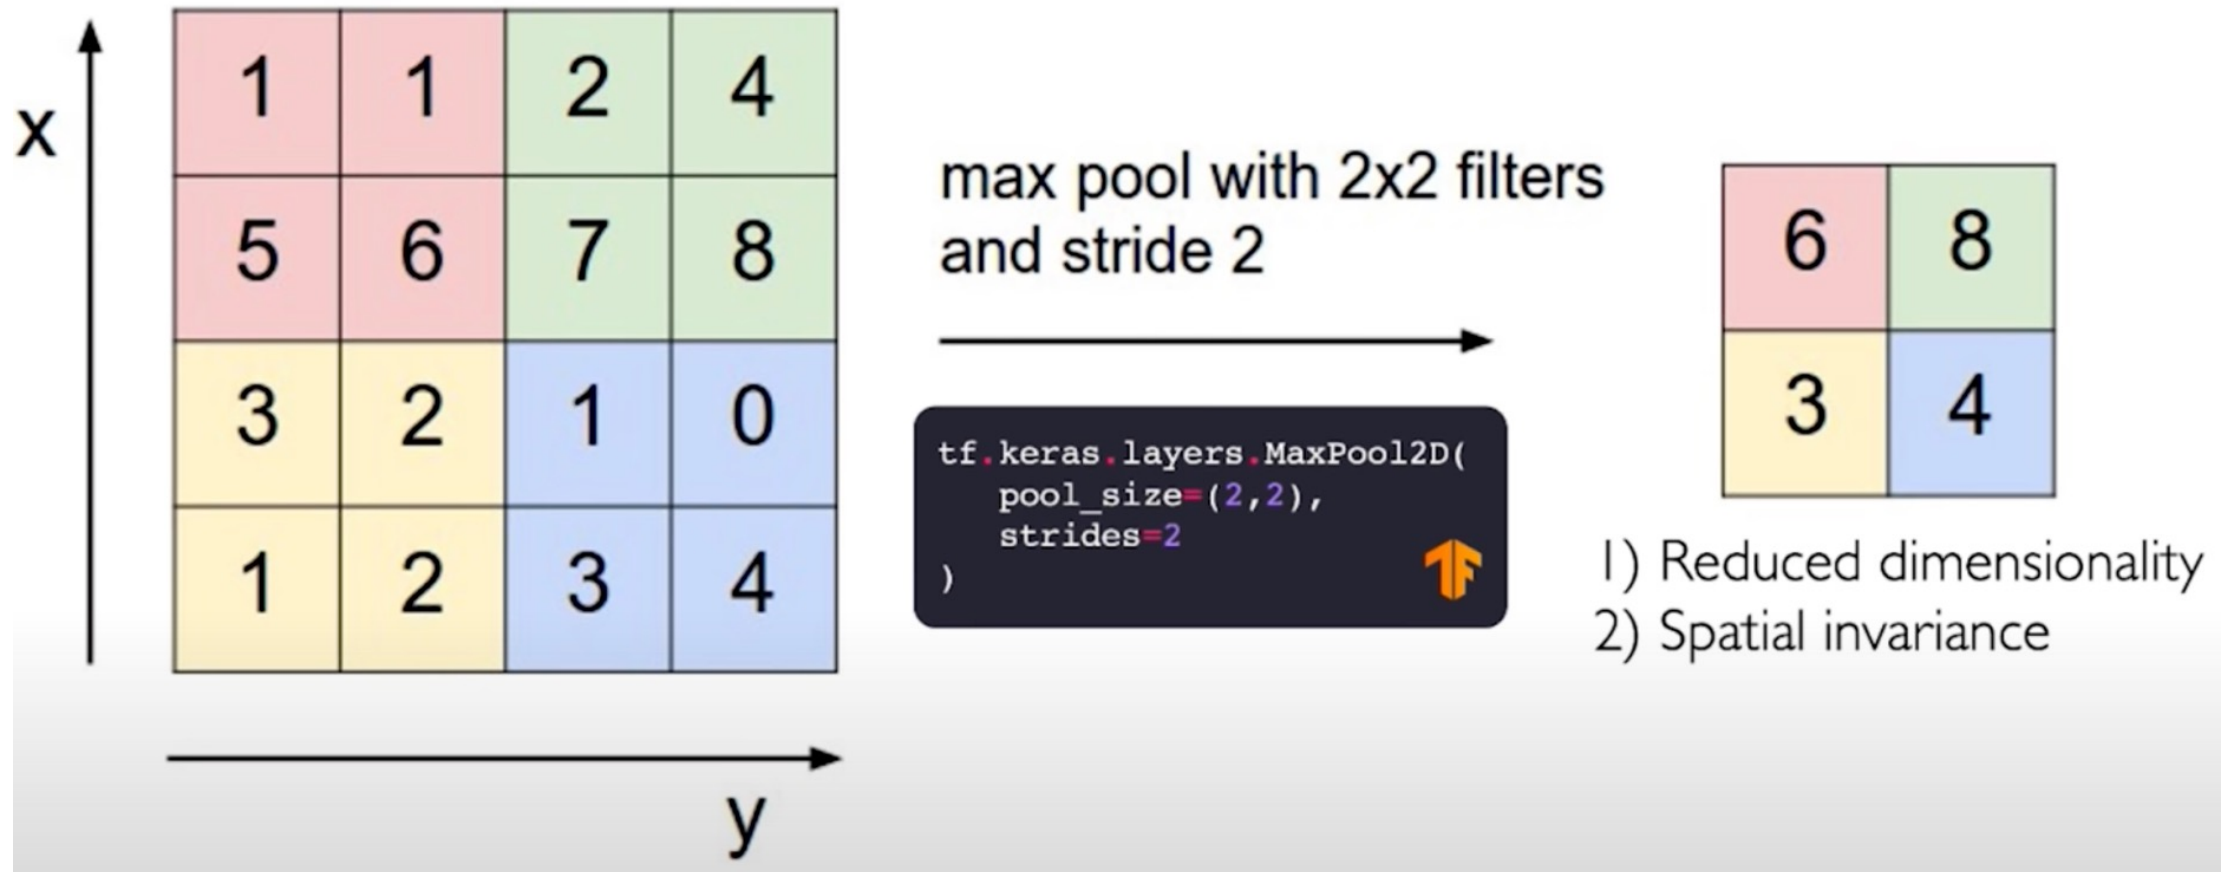 x
1 1 2 4
5 6 7 8
3 2 1 0
1 2 3 4
y
max pool with 2x2 filters
and stride 2
tf.keras.layers.MaxPool2D(
pool_size=(2,2),
strides=2
)
6 8
3 4
1) Reduced dimensionality
2) Spatial invariance